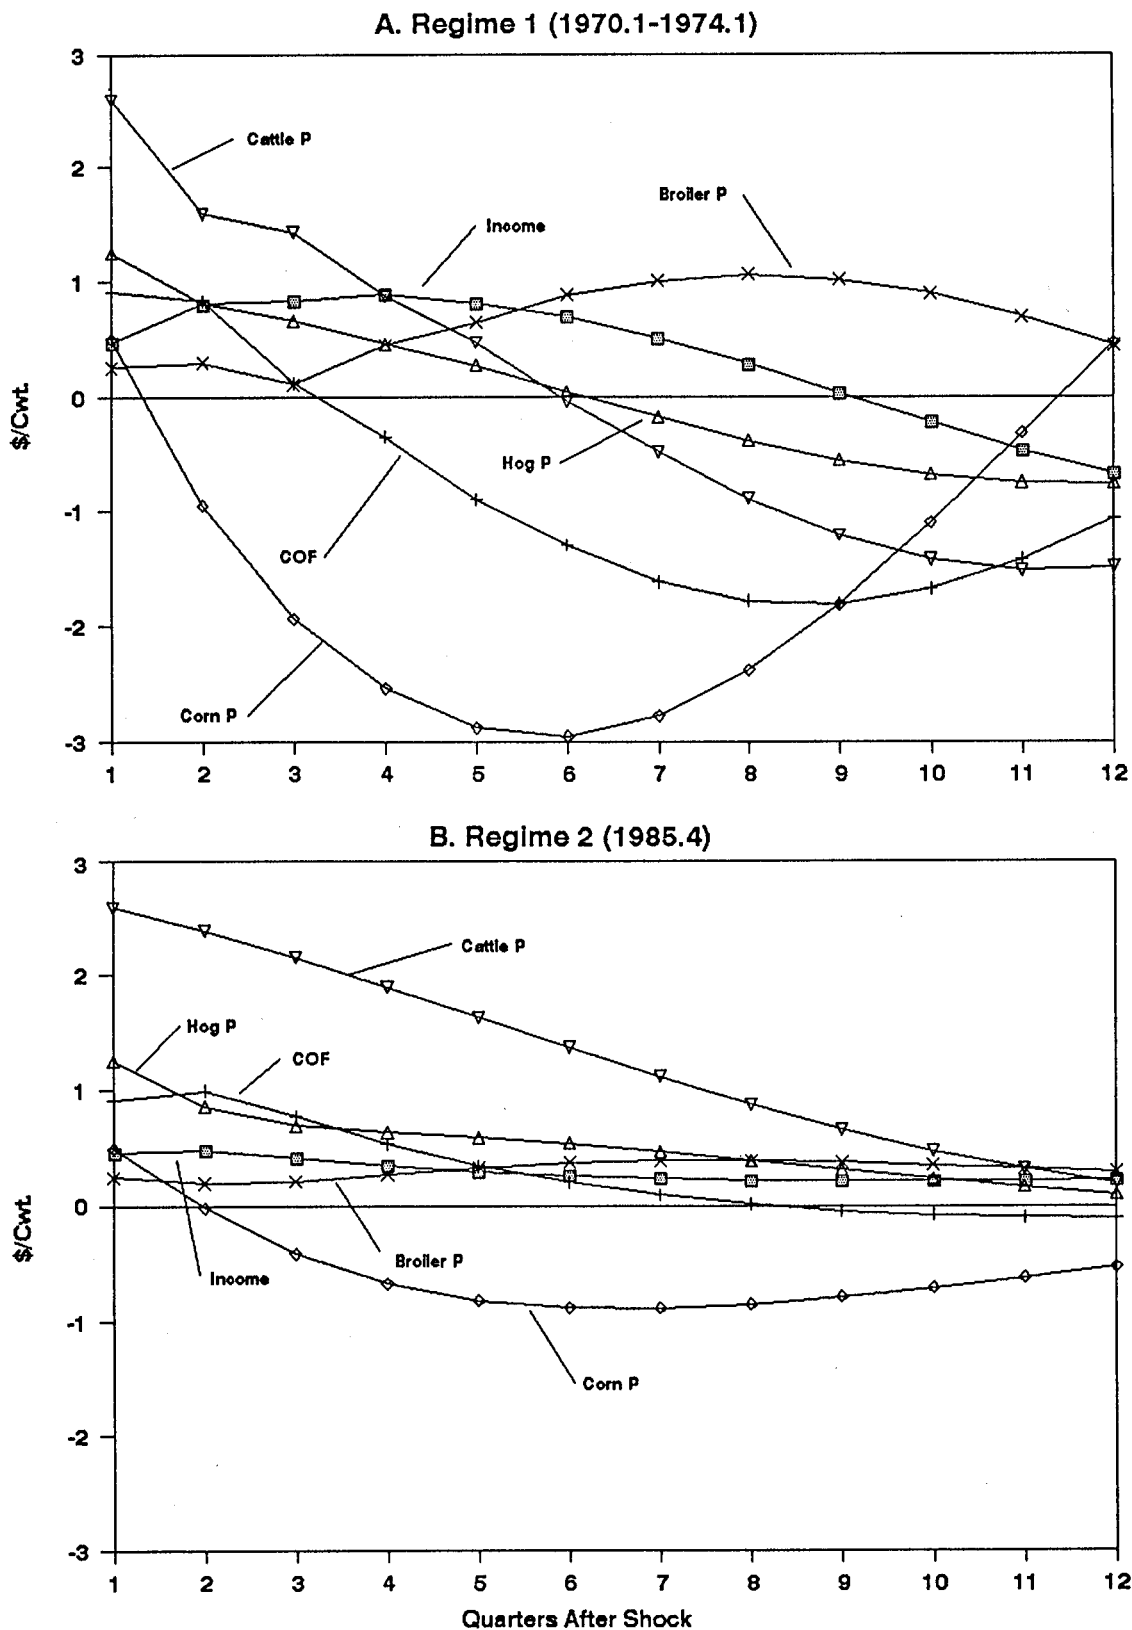 A. Regime 1 (1970.1-1974.1)
3
Cattle P
2
Broiler P
Income
1
0
$/Cwt.
Hog P
-1
COF
-2
Corn P
-3
1 2 3 4 5 6 7 8 9 10 11 12
B. Regime 2 (1985.4)
3
Cattle P
2
Hog P
COF
1
0
$/Cwt.
Broiler P
Income
-1
Corn P
-2
-3
1 2 3 4 5 6 7 8 9 10 11 12
Quarters After Shock